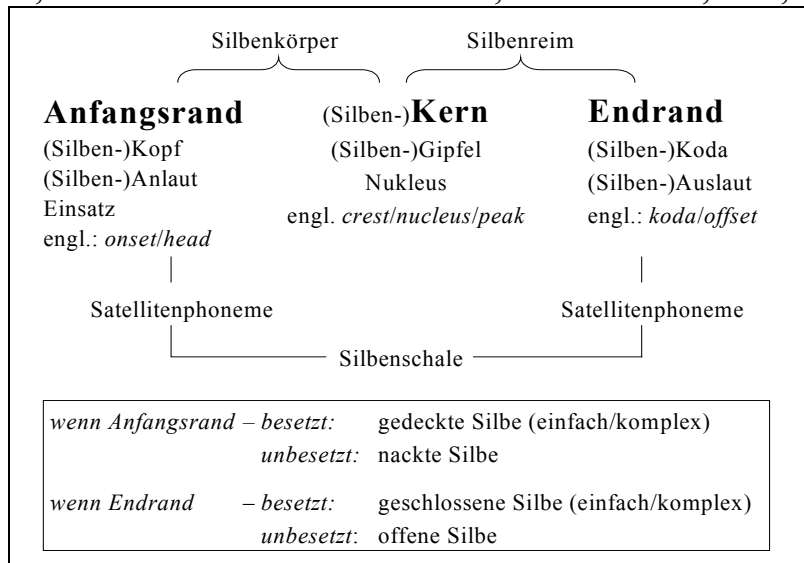 Silbenkörper Silbenreim
Anfangsrand (Silben-)Kern Endrand
(Silben-)Kopf (Silben-)Gipfel (Silben-)Koda
(Silben-)Anlaut Nukleus (Silben-)Auslaut
Einsatz engl. crest/nucleus/peak engl.: koda/offset
engl.: onset/head
Satellitenphoneme Satellitenphoneme
Silbenschale
wenn Anfangsrand – besetzt: gedeckte Silbe (einfach/komplex)
unbesetzt: nackte Silbe
wenn Endrand – besetzt: geschlossene Silbe (einfach/komplex)
unbesetzt: offene Silbe